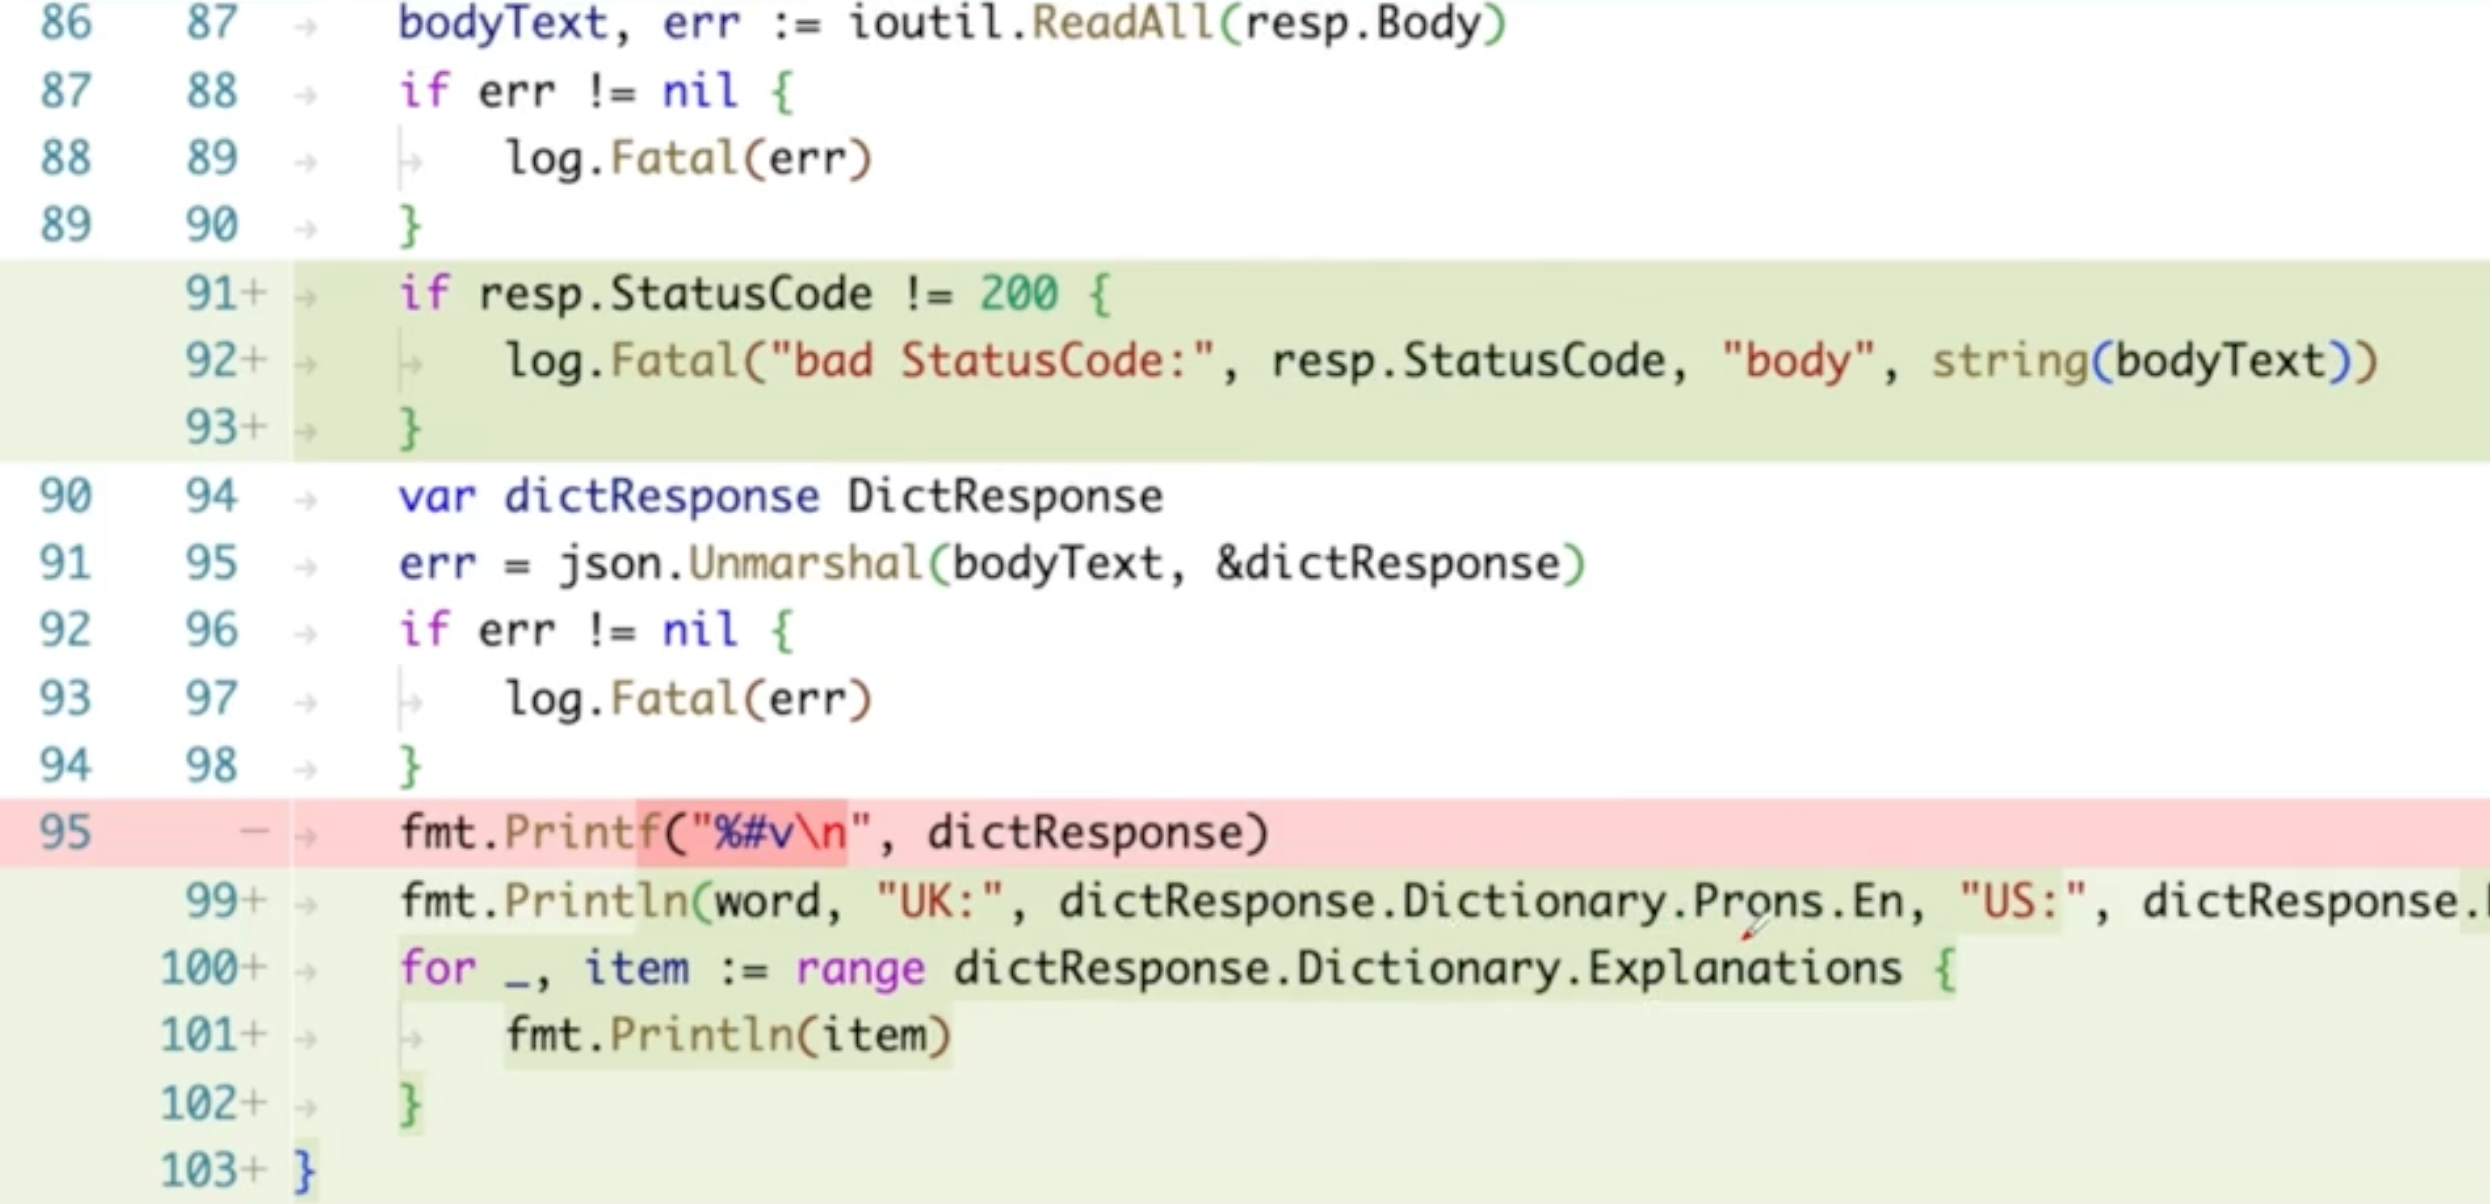 86 87 bodyText, err := ioutil.ReadAll(resp.Body)
87 88 if err != nil {
88 89 log.Fatal(err)
89 90 }
91+ if resp.StatusCode != 200 {
92+ log.Fatal("bad StatusCode:", resp.StatusCode, "body", string(bodyText))
93+ }
90 94 var dictResponse DictResponse
91 95 err = json.Unmarshal(bodyText, &dictResponse)
92 96 if err != nil {
93 97 log.Fatal(err)
94 98 }
95 − fmt.Printf("%#v\n", dictResponse)
99+ fmt.Println(word, "UK:", dictResponse.Dictionary.Prons.En, "US:", dictResponse.
100+ for _, item := range dictResponse.Dictionary.Explanations {
101+ fmt.Println(item)
102+ }
103+ }